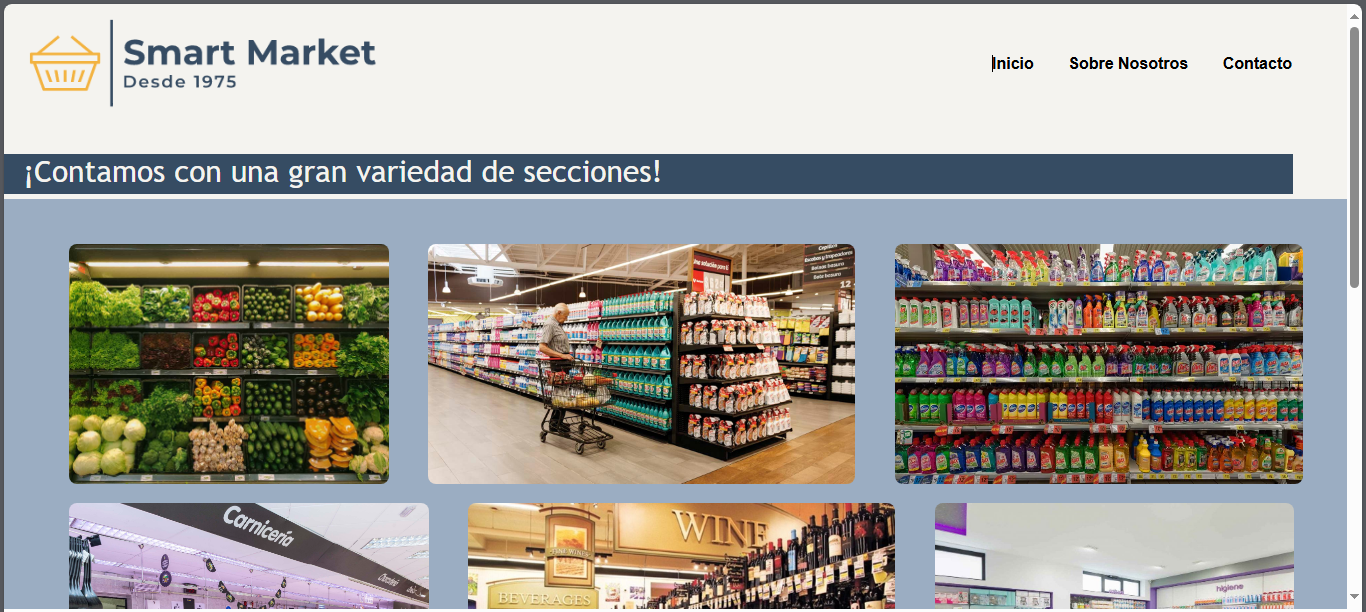 Smart Market
Desde 1975
Inicio
Sobre Nosotros
Contacto
¡Contamos con una gran variedad de secciones!
12
Carnicería
WINE
BEVERAGES
higiene